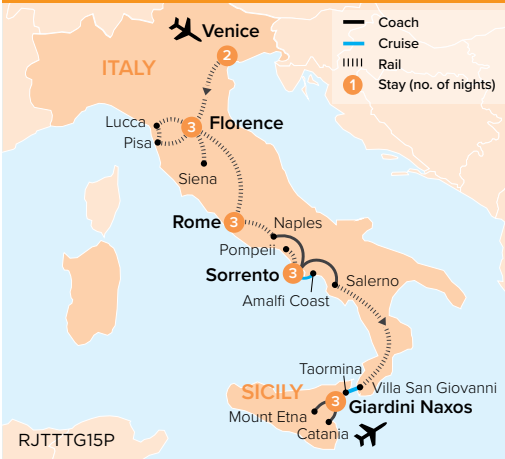 Venice
Coach
Cruise
Rail
1 Stay (no. of nights)
2
ITALY
Lucca
3 Florence
Pisa
Siena
Rome 3
Naples
Pompeii
Sorrento 3
Salerno
Amalfi Coast
Taormina
Villa San Giovanni
SICILY
3
Giardini Naxos
Mount Etna
Catania
RJTTTG15P